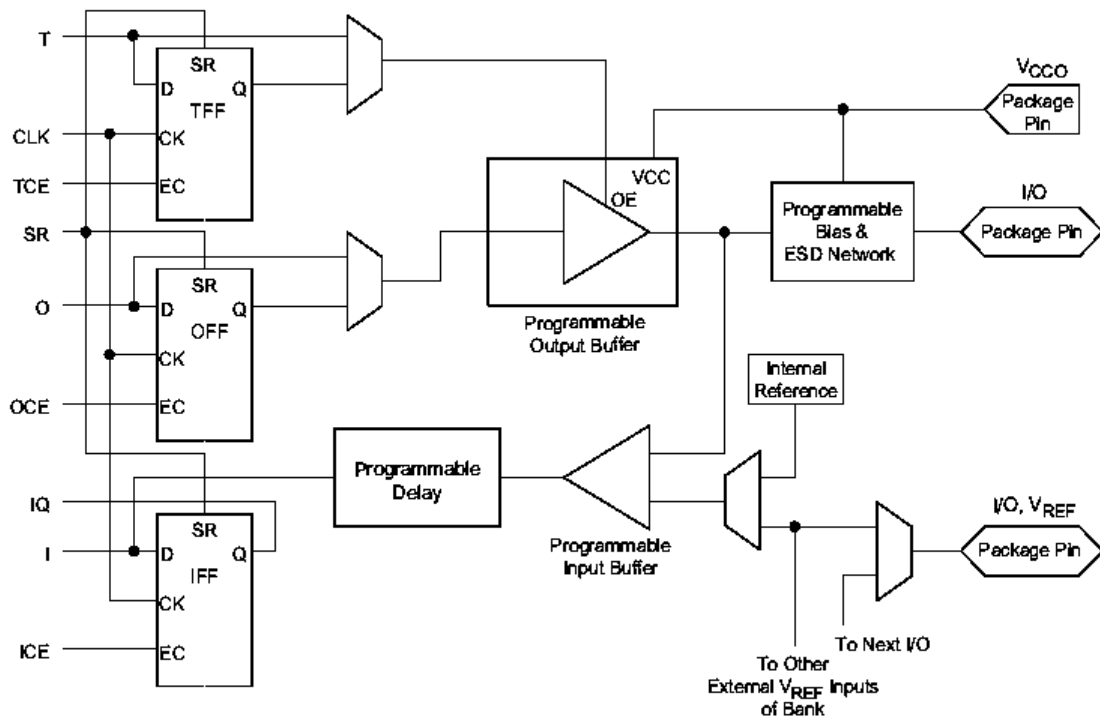 T
SR
D
Q
TFF
CLK
CK
TCE
EC
SR
SR
O
D
Q
OFF
CK
OCE
EC
IQ
SR
I
D
Q
IFF
CK
ICE
EC
VCC
OE
Programmable
Output Buffer
VCCO
Package
Pin
Programmable
Bias &
ESD Network
I/O
Package Pin
Internal
Reference
Programmable
Delay
Programmable
Input Buffer
I/O, VREF
Package Pin
To Next I/O
To Other
External VREF Inputs
of Bank